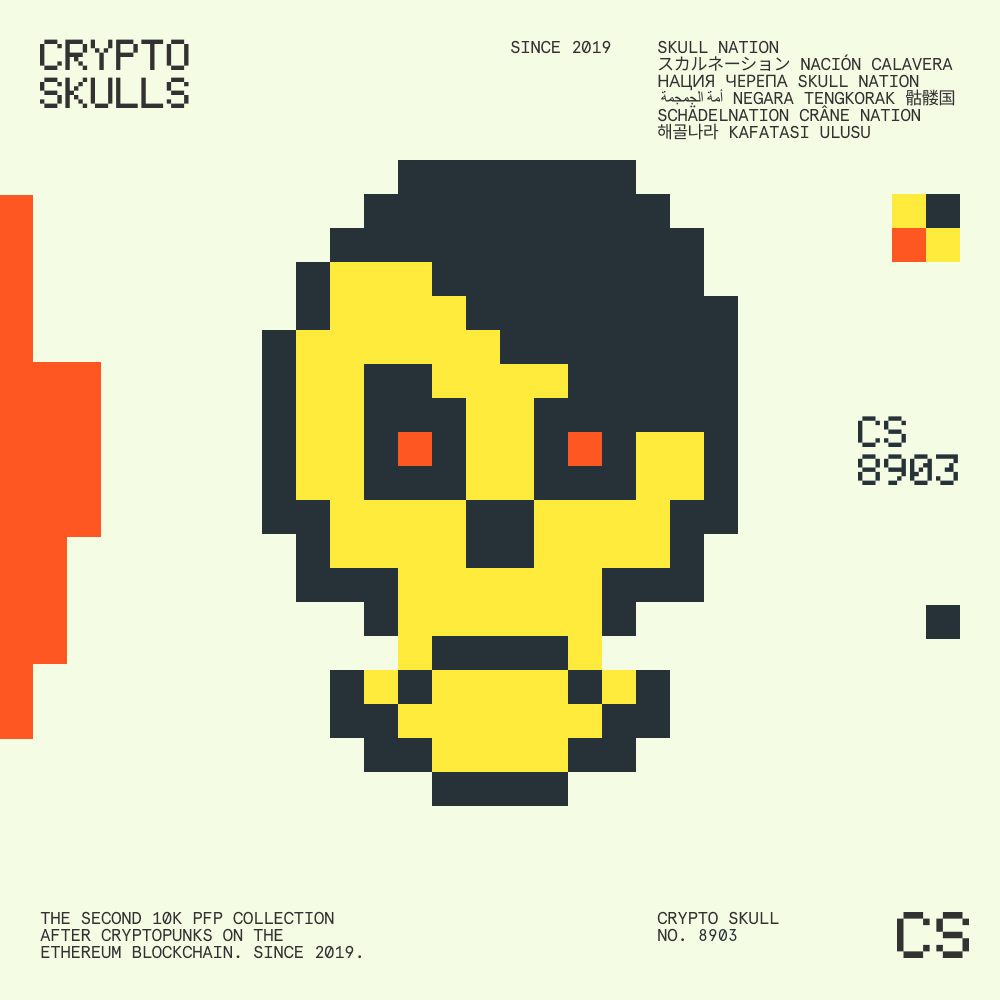 CRYPTO
SKULLS
SINCE 2019
SKULL NATION
スカルネーション NACIÓN CALAVERA
НАЦИЯ ЧЕРЕПА SKULL NATION
أمة الجمجمة NEGARA TENGKORAK 骷髅国
SCHÄDELNATION CRÂNE NATION
해골나라 KAFATASI ULUSU
CS
8903
THE SECOND 10K PFP COLLECTION
AFTER CRYPTOPUNKS ON THE
ETHEREUM BLOCKCHAIN. SINCE 2019.
CRYPTO SKULL
NO. 8903
CS